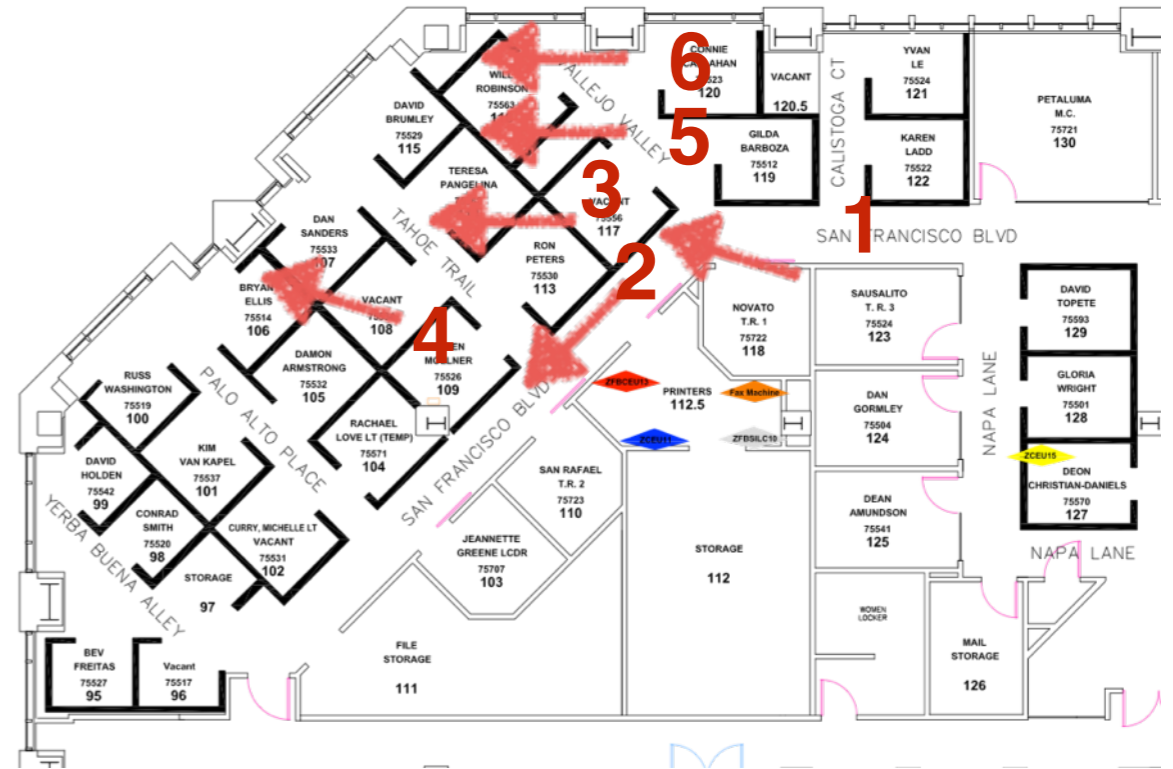 6
CONNIE
120
VACANT
120.5
YVAN
LE
75524
121
PETALUMA
M.C.
75721
130
VALLEJO VALLEY
CALISTOGA CT
ROBINSON
75563
DAVID
BRUMLEY
75529
115
5
GILDA
BARBOZA
75512
119
KAREN
LADD
75522
122
TERESA
PANGELINA
3
VACANT
75556
117
1
SAN FRANCISCO BLVD
DAN
SANDERS
75533
107
TAHOE TRAIL
RON
PETERS
75530
113
2
BRYAN
ELLIS
75514
106
VACANT
108
4
75526
109
NOVATO
T.R. 1
75722
118
SAUSALITO
T. R. 3
75524
123
DAVID
TOPETE
75593
129
DAMON
ARMSTRONG
75532
105
RUSS
WASHINGTON
75519
100
PALO ALTO PLACE
SAN FRANCISCO BLVD
ZFBCEU13
PRINTERS
112.5
Fax Machine
ZCEU11
ZFBSILC10
DAN
GORMLEY
75504
124
NAPA LANE
GLORIA
WRIGHT
75501
128
RACHAEL
LOVE LT (TEMP)
75571
104
KIM
VAN KAPEL
75537
101
DAVID
HOLDEN
75542
99
SAN RAFAEL
T.R. 2
75723
110
ZCEU15
DEON
CHRISTIAN-DANIELS
75570
127
YERBA BUENA ALLEY
CONRAD
SMITH
75520
98
CURRY, MICHELLE LT
VACANT
75531
102
DEAN
AMUNDSON
75541
125
JEANNETTE
GREENE LCDR
75707
103
STORAGE
112
NAPA LANE
STORAGE
97
WOMEN
LOCKER
MAIL
STORAGE
126
BEV
FREITAS
75527
95
Vacant
75517
96
FILE
STORAGE
111